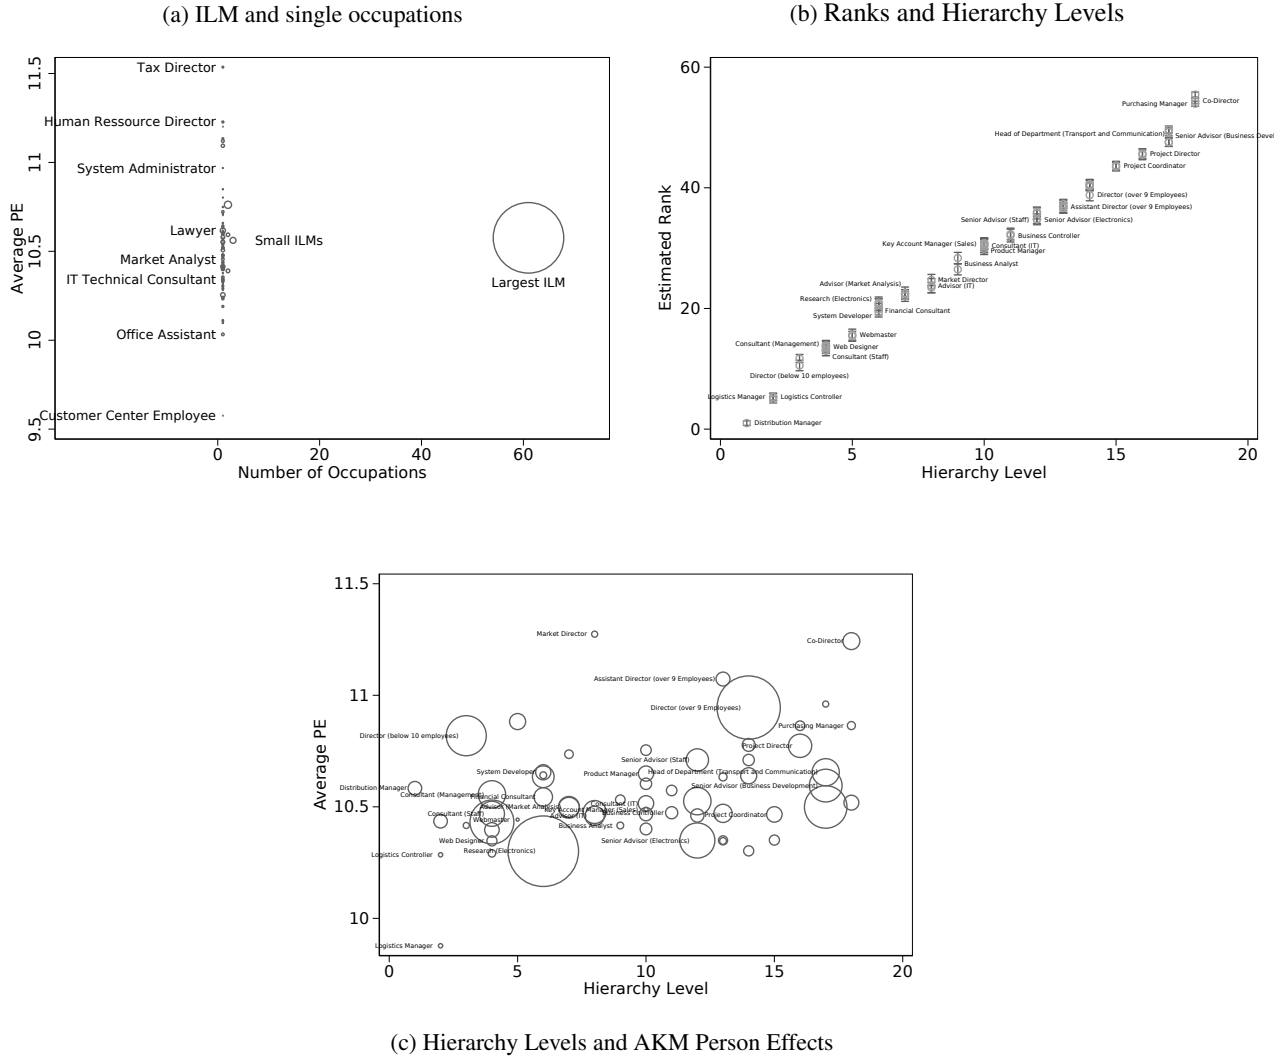 (a) ILM and single occupations
11.5
11
10.5
10
9.5
Average PE
Tax Director
Human Ressource Director
System Administrator
Lawyer
Small ILMs
Market Analyst
IT Technical Consultant
Largest ILM
Office Assistant
Customer Center Employee
0 20 40 60
Number of Occupations
(b) Ranks and Hierarchy Levels
60
40
20
0
Estimated Rank
Purchasing Manager
Co-Director
Head of Department (Transport and Communication)
Senior Advisor (Business Devel
Project Director
Project Coordinator
Director (over 9 Employees)
Assistant Director (over 9 Employees)
Senior Advisor (Staff)
Senior Advisor (Electronics)
Business Controller
Key Account Manager (Sales)
Consultant (IT)
Product Manager
Business Analyst
Market Director
Advisor (Market Analysis)
Advisor (IT)
Research (Electronics)
Financial Consultant
System Developer
Webmaster
Consultant (Management)
Web Designer
Consultant (Staff)
Director (below 10 employees)
Logistics Manager
Logistics Controller
Distribution Manager
0 5 10 15 20
Hierarchy Level
11.5
11
10.5
10
Average PE
Market Director
Co-Director
Assistant Director (over 9 Employees)
Director (over 9 Employees)
Purchasing Manager
Director (below 10 employees)
Project Director
Senior Advisor (Staff)
System Developer
Product Manager
Head of Department (Transport and Communication)
Distribution Manager
Senior Advisor (Business Development)
Consultant (Management)
Financial Consultant
Consultant (IT)
Advisor (Market Analysis)
Key Account Manager (Sales)
Consultant (Staff)
Business Controller
Project Coordinator
Advisor (IT)
Webmaster
Business Analyst
Web Designer
Senior Advisor (Electronics)
Research (Electronics)
Logistics Controller
Logistics Manager
0 5 10 15 20
Hierarchy Level
(c) Hierarchy Levels and AKM Person Effects